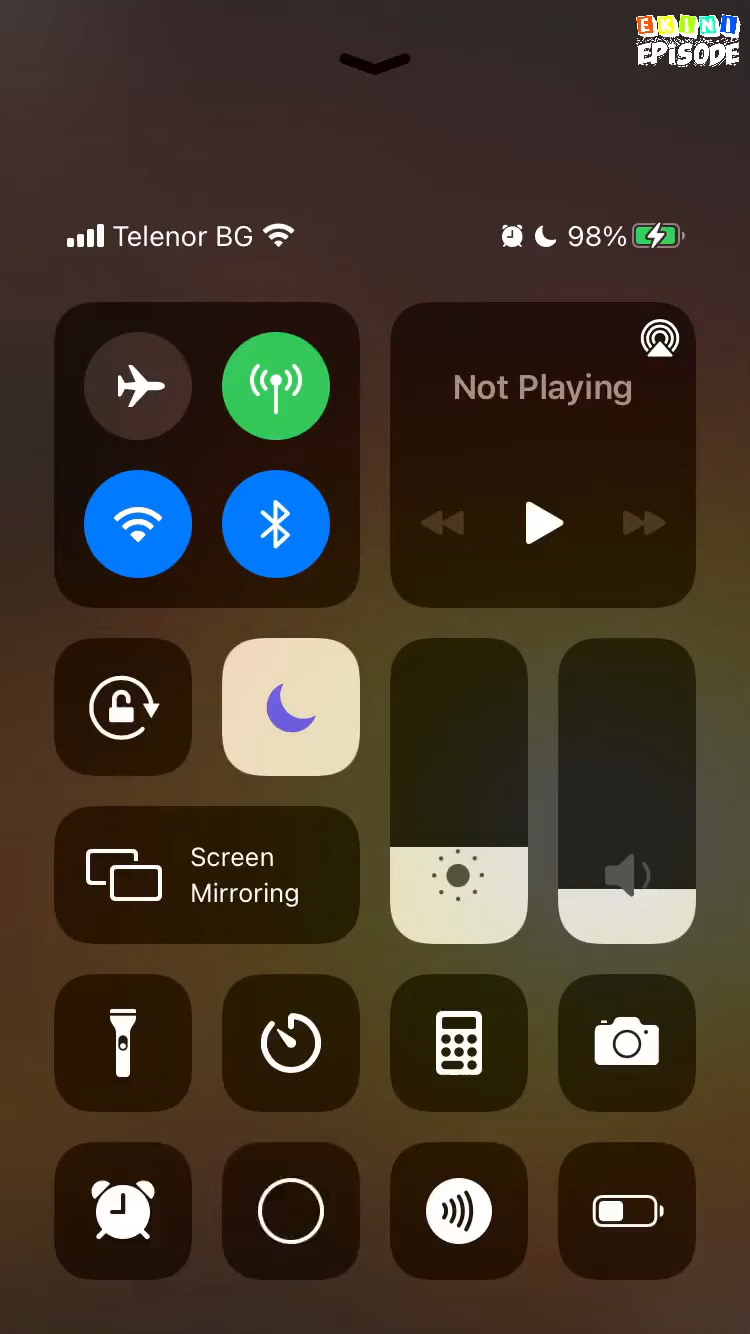 EKINI
EPISODE
Telenor BG
98%
Not Playing
Screen
Mirroring